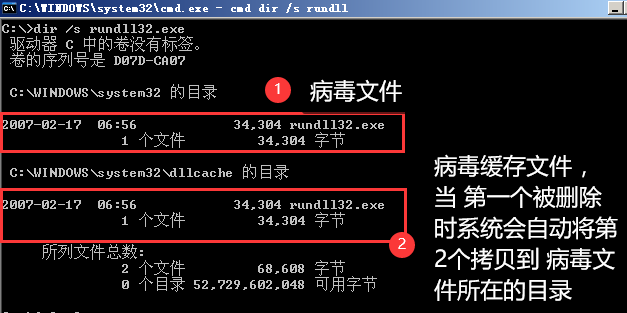 C:\WINDOWS\system32\cmd.exe - cmd dir /s rundll
C:\>dir /s rundll32.exe
驱动器 C 中的卷没有标签。
卷的序列号是 D07D-CA07
C:\WINDOWS\system32 的目录
1 病毒文件
2007-02-17 06:56 34,304 rundll32.exe
1 个文件 34,304 字节
C:\WINDOWS\system32\dllcache 的目录
2007-02-17 06:56 34,304 rundll32.exe
1 个文件 34,304 字节
2
所列文件总数:
2 个文件 68,608 字节
0 个目录 52,729,602,048 可用字节
病毒缓存文件，
当 第一个被删除
时系统会自动将第
2个拷贝到 病毒文
件所在的目录